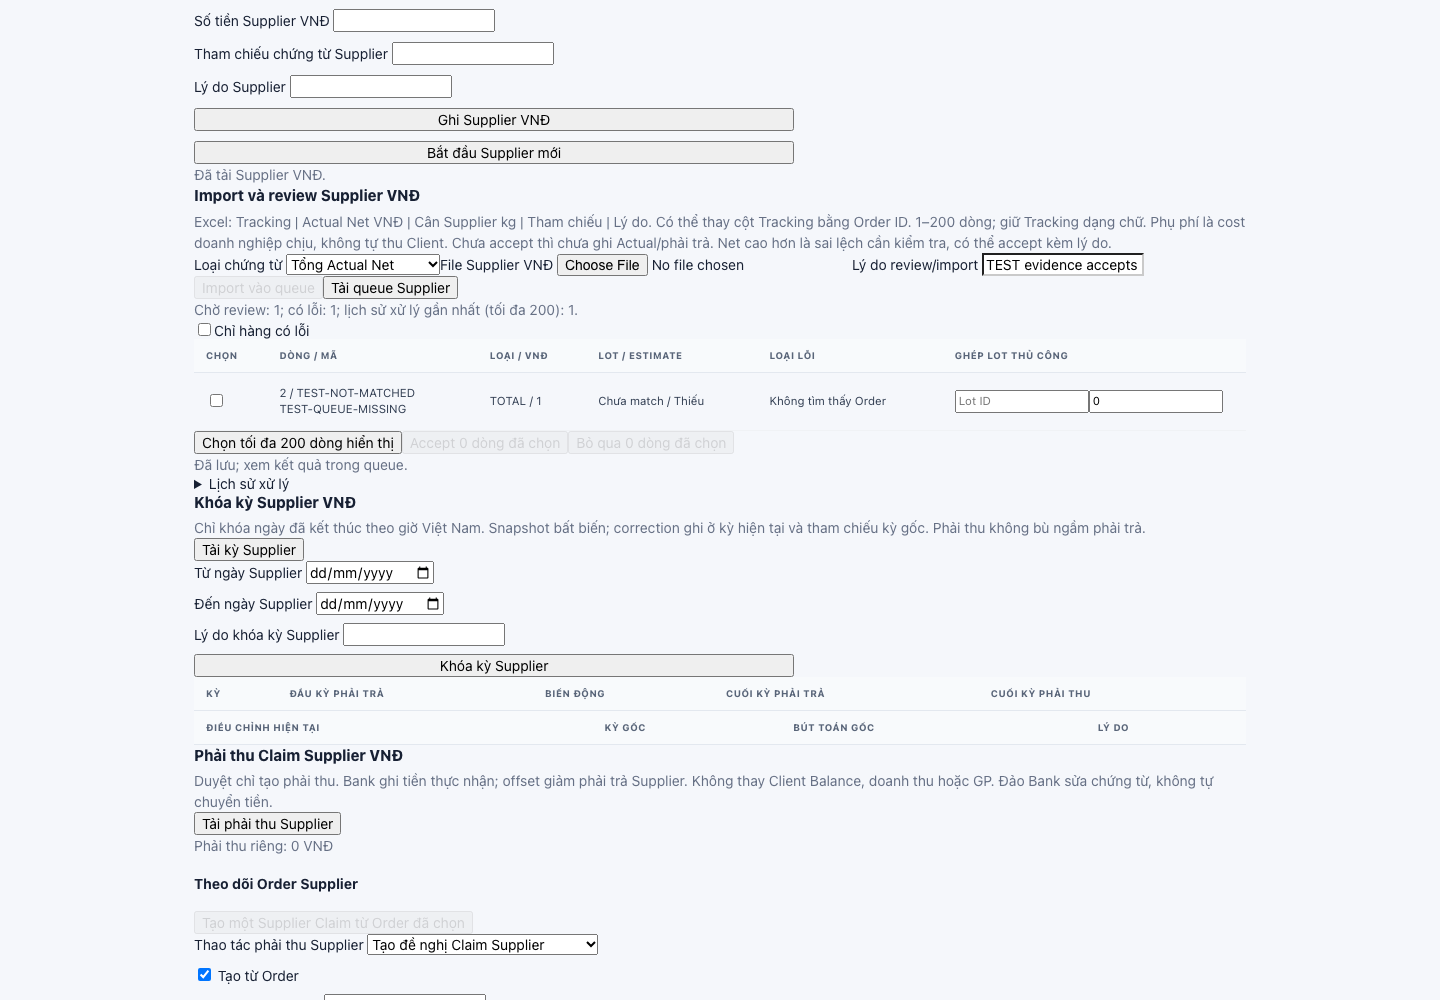 Số tiền Supplier VNĐ
Tham chiếu chứng từ Supplier
Lý do Supplier
Ghi Supplier VNĐ
Bắt đầu Supplier mới
Đã tải Supplier VNĐ.
Import và review Supplier VNĐ
Excel: Tracking | Actual Net VNĐ | Cân Supplier kg | Tham chiếu | Lý do. Có thể thay cột Tracking bằng Order ID. 1–200 dòng; giữ Tracking dạng chữ. Phụ phí là cost
doanh nghiệp chịu, không tự thu Client. Chưa accept thì chưa ghi Actual/phải trả. Net cao hơn là sai lệch cần kiểm tra, có thể accept kèm lý do.
Loại chứng từ Tổng Actual Net File Supplier VNĐ Choose File No file chosen Lý do review/import TEST evidence accepts
Import vào queue Tải queue Supplier
Chờ review: 1; có lỗi: 1; lịch sử xử lý gần nhất (tối đa 200): 1.
Chỉ hàng có lỗi
CHỌN DÒNG / MÃ LOẠI / VNĐ LOT / ESTIMATE LOẠI LỖI GHÉP LOT THỦ CÔNG
2 / TEST-NOT-MATCHED
TEST-QUEUE-MISSING TOTAL / 1 Chưa match / Thiếu Không tìm thấy Order Lot ID 0
Chọn tối đa 200 dòng hiển thị Accept 0 dòng đã chọn Bỏ qua 0 dòng đã chọn
Đã lưu; xem kết quả trong queue.
Lịch sử xử lý
Khóa kỳ Supplier VNĐ
Chỉ khóa ngày đã kết thúc theo giờ Việt Nam. Snapshot bất biến; correction ghi ở kỳ hiện tại và tham chiếu kỳ gốc. Phải thu không bù ngầm phải trả.
Tải kỳ Supplier
Từ ngày Supplier dd/mm/yyyy
Đến ngày Supplier dd/mm/yyyy
Lý do khóa kỳ Supplier
Khóa kỳ Supplier
KỲ ĐẦU KỲ PHẢI TRẢ BIẾN ĐỘNG CUỐI KỲ PHẢI TRẢ CUỐI KỲ PHẢI THU
ĐIỀU CHỈNH HIỆN TẠI KỲ GỐC BÚT TOÁN GỐC LÝ DO
Phải thu Claim Supplier VNĐ
Duyệt chỉ tạo phải thu. Bank ghi tiền thực nhận; offset giảm phải trả Supplier. Không thay Client Balance, doanh thu hoặc GP. Đảo Bank sửa chứng từ, không tự
chuyển tiền.
Tải phải thu Supplier
Phải thu riêng: 0 VNĐ
Theo dõi Order Supplier
Tạo một Supplier Claim từ Order đã chọn
Thao tác phải thu Supplier Tạo đề nghị Claim Supplier
Tạo từ Order